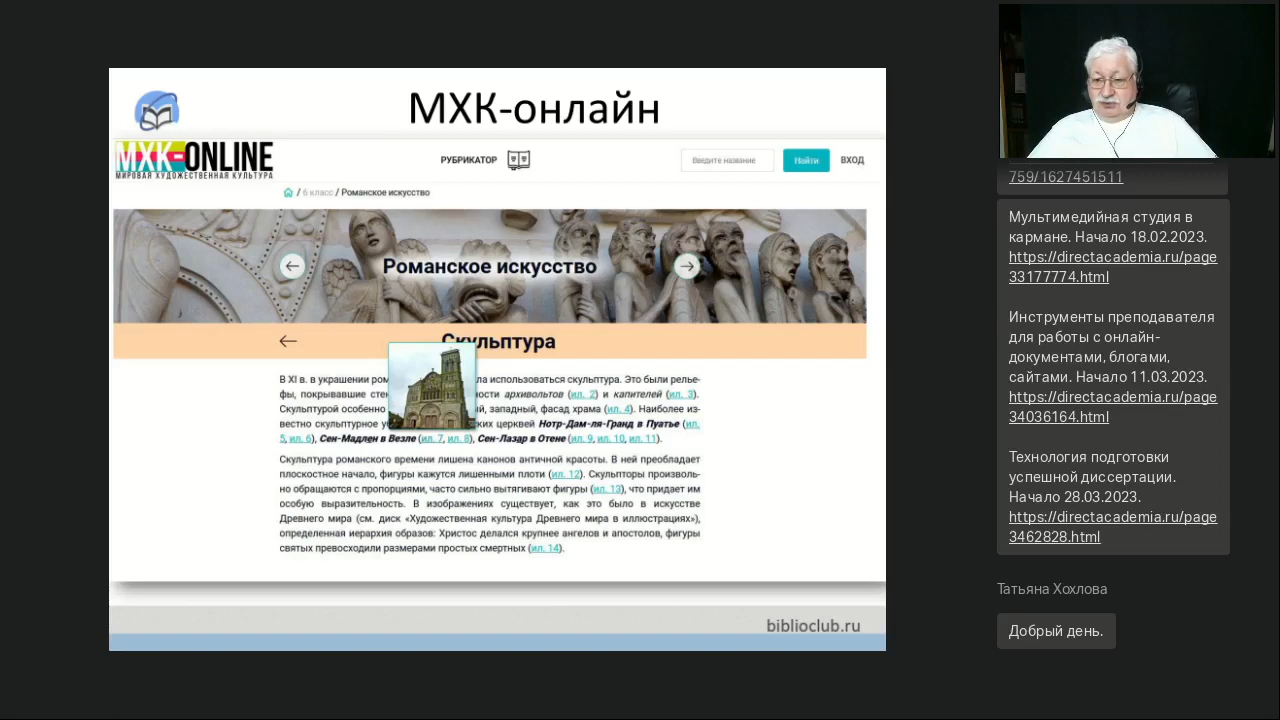 МХК-онлайн
МХК-ONLINE
МИРОВАЯ ХУДОЖЕСТВЕННАЯ КУЛЬТУРА
РУБРИКАТОР
Введите название
Найти
ВХОД
/ 6 класс / Романское искусство
Романское искусство
Скульптура
В XI в. в украшении ром ла использоваться скульптура. Это были релье-
фы, покрывавшие сте ности архивольтов (ил. 2) и капителей (ил. 3).
Скульптурой особенно й, западный, фасад храма (ил. 4). Наиболее из-
вестно скульптурное у ких церквей Нотр-Дам-ля-Гранд в Пуатье (ил.
5, ил. 6), Сен-Мадлен в Везле (ил. 7, ил. 8), Сен-Лазар в Отене (ил. 9, ил. 10, ил. 11).
Скульптура романского времени лишена канонов античной красоты. В ней преобладает
плоскостное начало, фигуры кажутся лишенными плоти (ил. 12). Скульпторы произволь-
но обращаются с пропорциями, часто сильно вытягивают фигуры (ил. 13), что придает им
особую выразительность. В изображениях существует, как это было в искусстве
Древнего мира (см. диск «Художественная культура Древнего мира в иллюстрациях»),
определенная иерархия образов: Христос делался крупнее ангелов и апостолов, фигуры
святых превосходили размерами простых смертных (ил. 14).
biblioclub.ru
759/1627451511
Мультимедийная студия в
кармане. Начало 18.02.2023.
https://directacademia.ru/page
33177774.html
Инструменты преподавателя
для работы с онлайн-
документами, блогами,
сайтами. Начало 11.03.2023.
https://directacademia.ru/page
34036164.html
Технология подготовки
успешной диссертации.
Начало 28.03.2023.
https://directacademia.ru/page
3462828.html
Татьяна Хохлова
Добрый день.